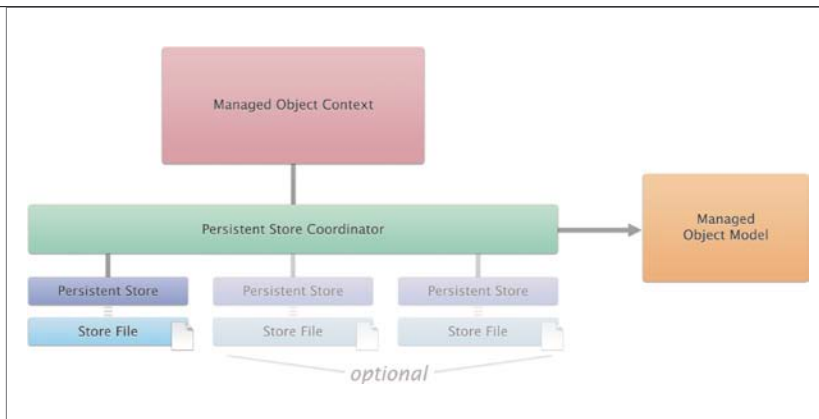 Managed Object Context
Persistent Store Coordinator
Managed
Object Model
Persistent Store
Persistent Store
Persistent Store
Store File
Store File
Store File
optional